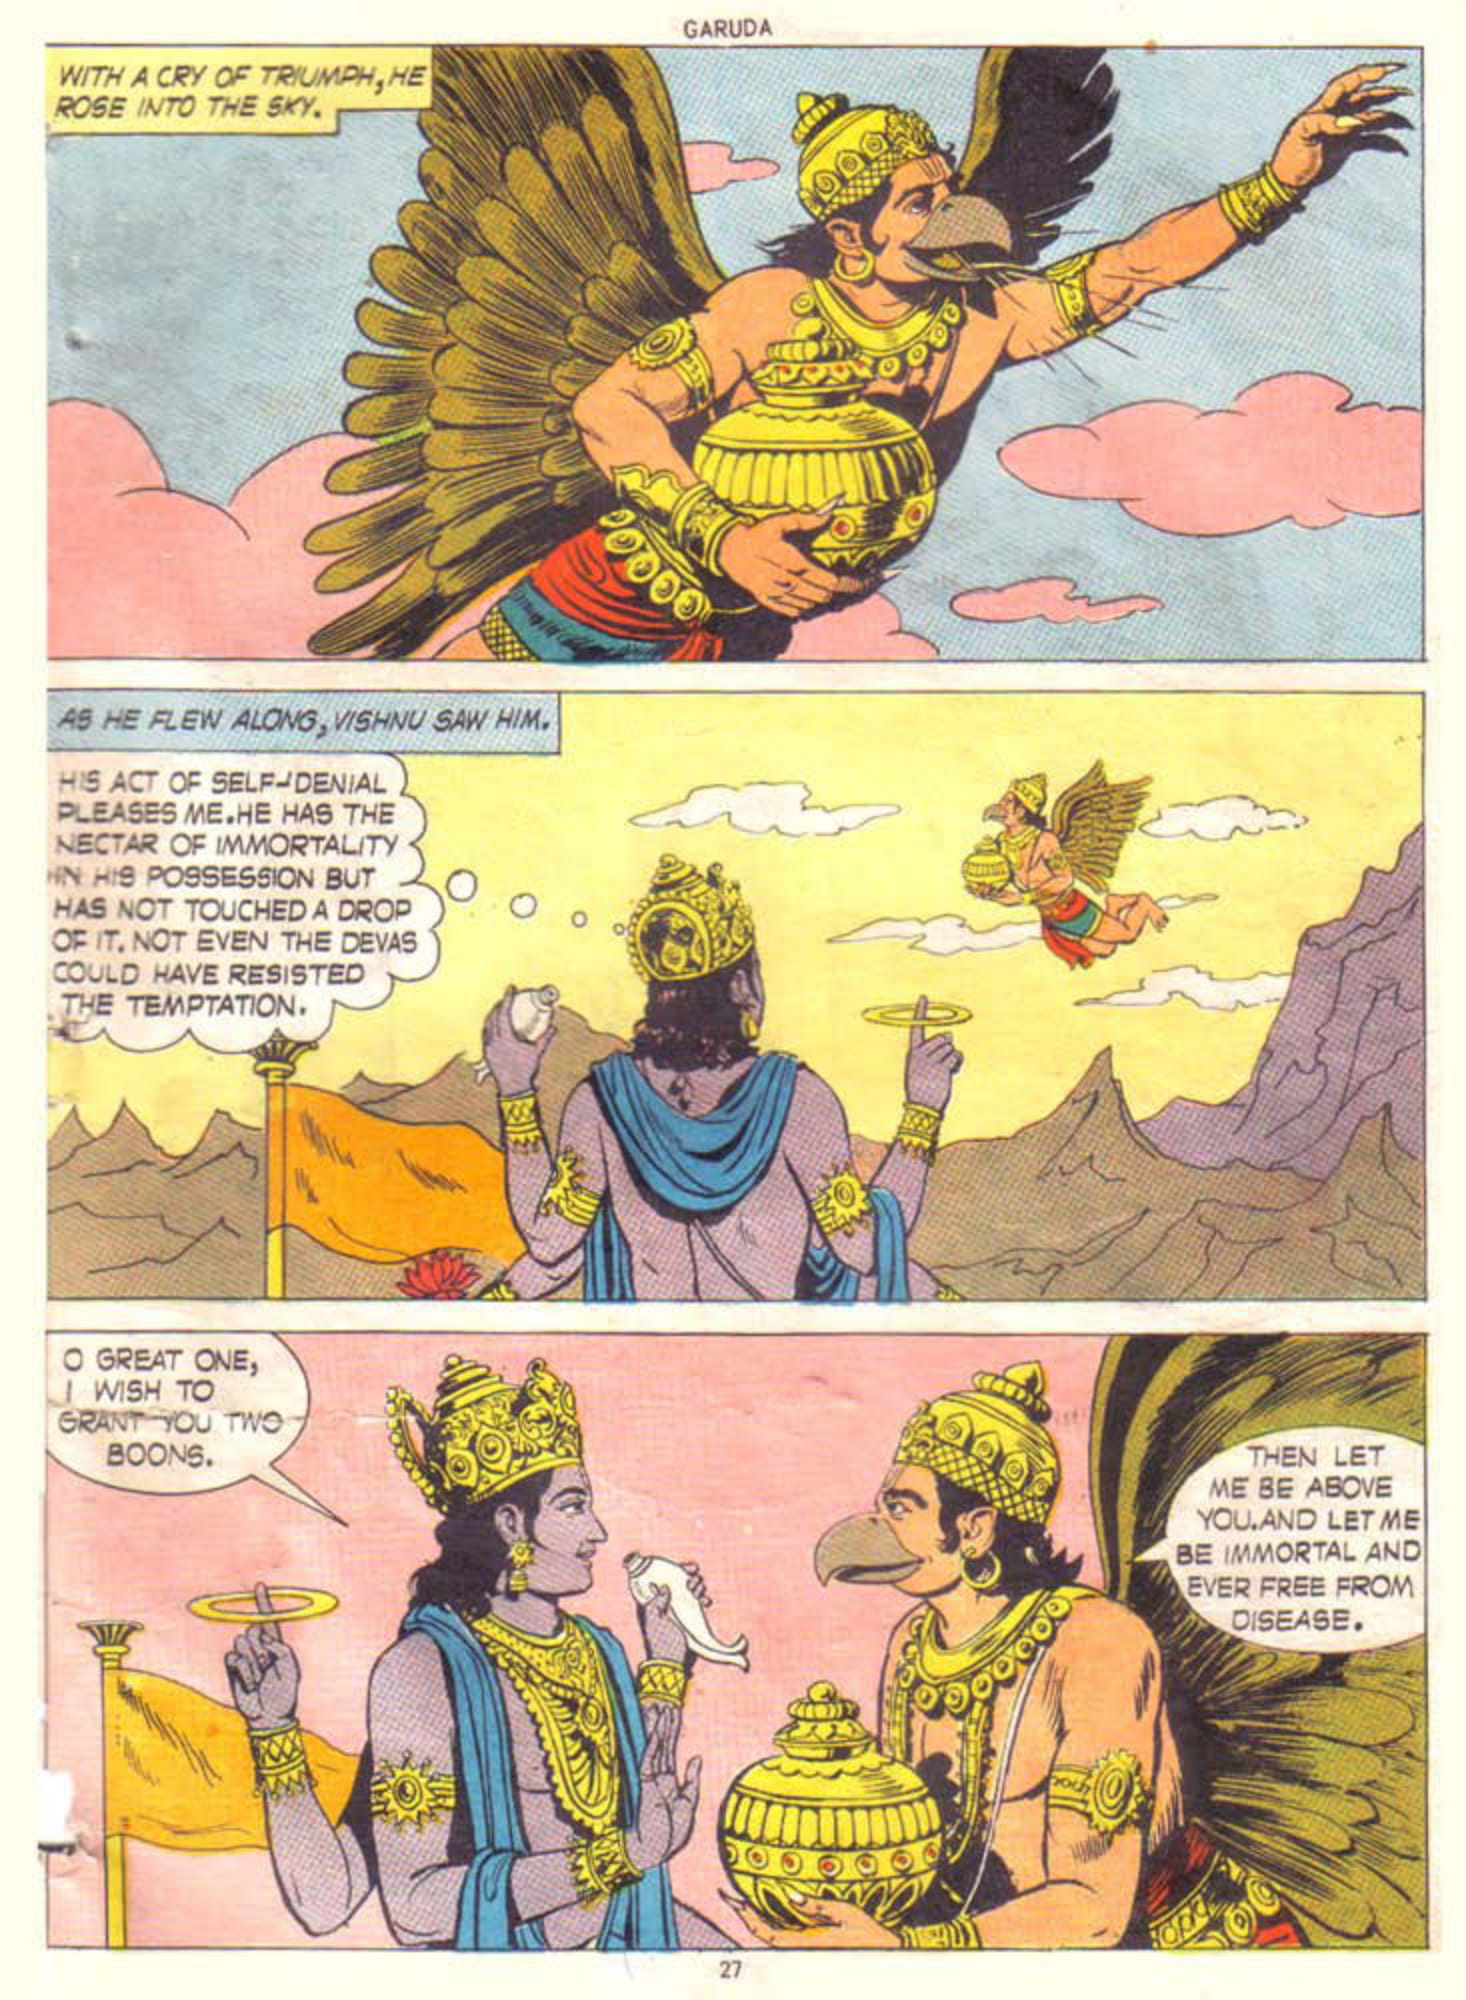 GARUDA
WITH A CRY OF TRIUMPH, HE
ROSE INTO THE SKY.
AS HE FLEW ALONG, VISHNU SAW HIM.
HIS ACT OF SELF-DENIAL
PLEASES ME. HE HAS THE
NECTAR OF IMMORTALITY
IN HIS POSSESSION BUT
HAS NOT TOUCHED A DROP
OF IT. NOT EVEN THE DEVAS
COULD HAVE RESISTED
THE TEMPTATION.
O GREAT ONE,
I WISH TO
GRANT YOU TWO
BOONS.
THEN LET
ME BE ABOVE
YOU. AND LET ME
BE IMMORTAL AND
EVER FREE FROM
DISEASE.
27